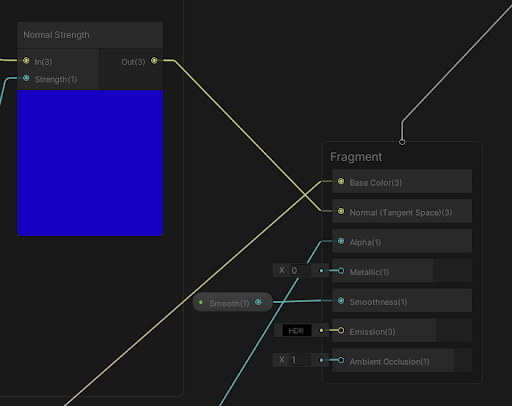 Normal Strength
In(3)
Out(3)
Strength(1)
Fragment
Base Color(3)
Normal (Tangent Space)(3)
Alpha(1)
X 0
Metallic(1)
Smooth(1)
Smoothness(1)
HDR
Emission(3)
X 1
Ambient Occlusion(1)